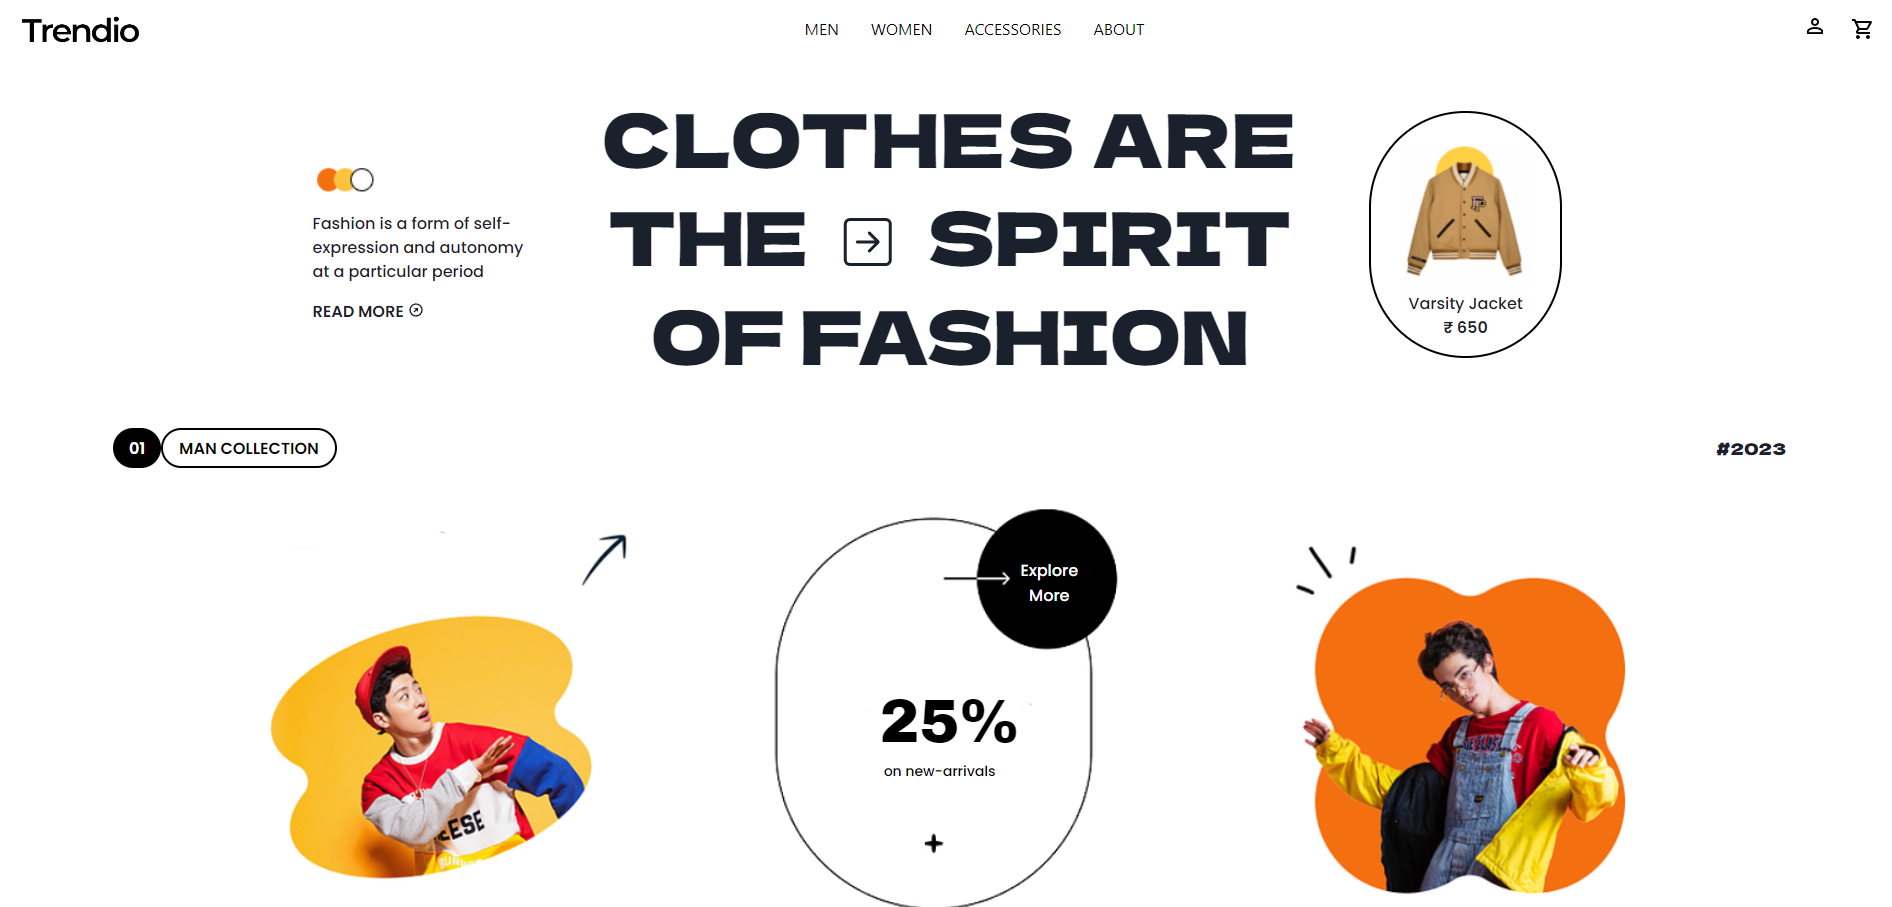 Trendio
MEN WOMEN ACCESSORIES ABOUT
CLOTHES ARE
THE SPIRIT
OF FASHION
Fashion is a form of self-
expression and autonomy
at a particular period
READ MORE
Varsity Jacket
₹ 650
01 MAN COLLECTION
#2023
Explore
More
25%
on new-arrivals